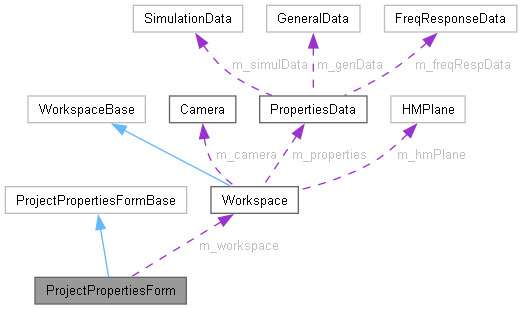 SimulationData GeneralData FreqResponseData
m_simulData m_genData m_freqRespData
WorkspaceBase Camera PropertiesData HMPlane
m_camera m_properties m_hmPlane
ProjectPropertiesFormBase Workspace
m_workspace
ProjectPropertiesForm